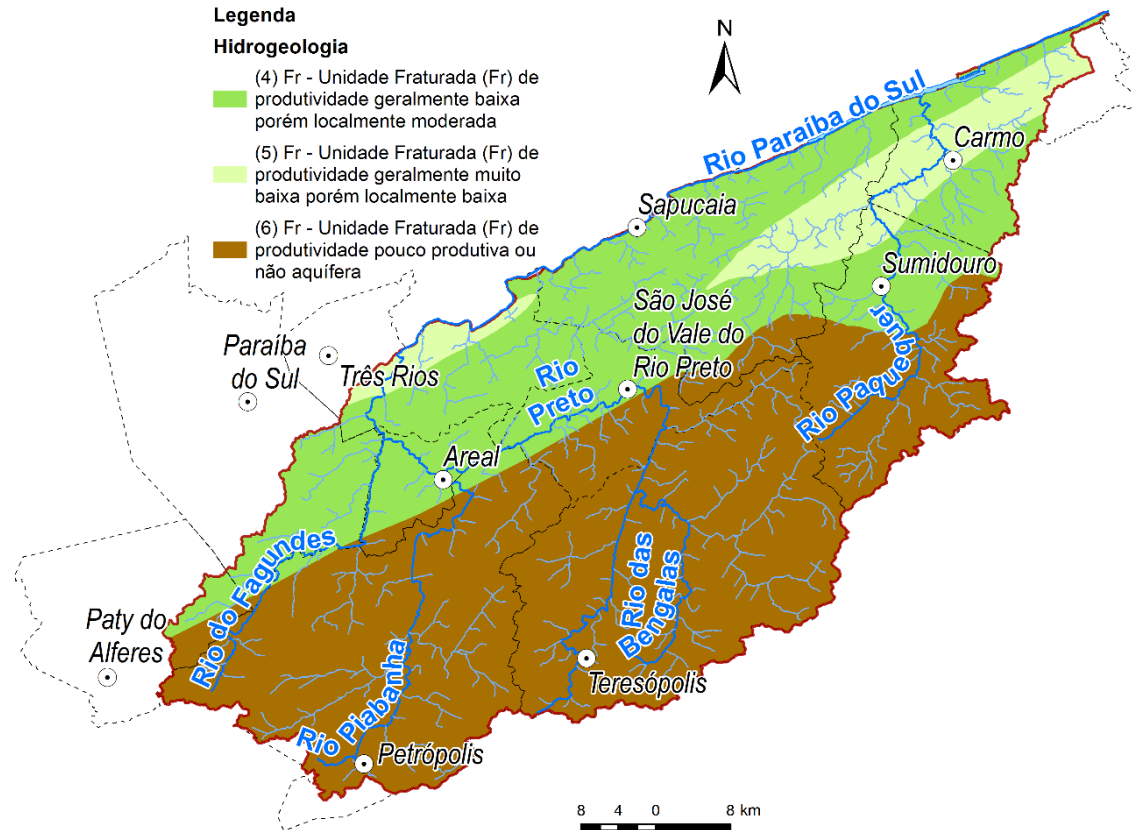 Legenda
Hidrogeologia
(4) Fr - Unidade Fraturada (Fr) de
produtividade geralmente baixa
porém localmente moderada
(5) Fr - Unidade Fraturada (Fr) de
produtividade geralmente muito
baixa porém localmente baixa
(6) Fr - Unidade Fraturada (Fr) de
produtividade pouco produtiva ou
não aquífera
N
Rio Paraíba do Sul
Carmo
Sapucaia
Sumidouro
São José
do Vale do
Rio Preto
Paraíba
do Sul
Três Rios
Rio
Preto
Rio Paquequer
Areal
Rio do Fagundes
Rio das
Bengalas
Paty do
Alferes
Teresópolis
Rio Piabanha
Petrópolis
8 4 0 8 km